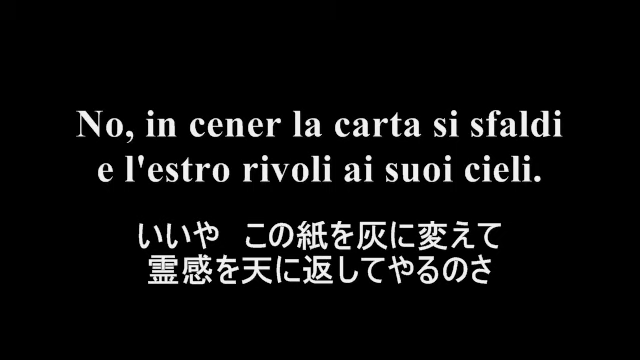 No, in cener la carta si sfaldi
e l'estro rivoli ai suoi cieli.
いいや　この紙を灰に変えて
霊感を天に返してやるのさ